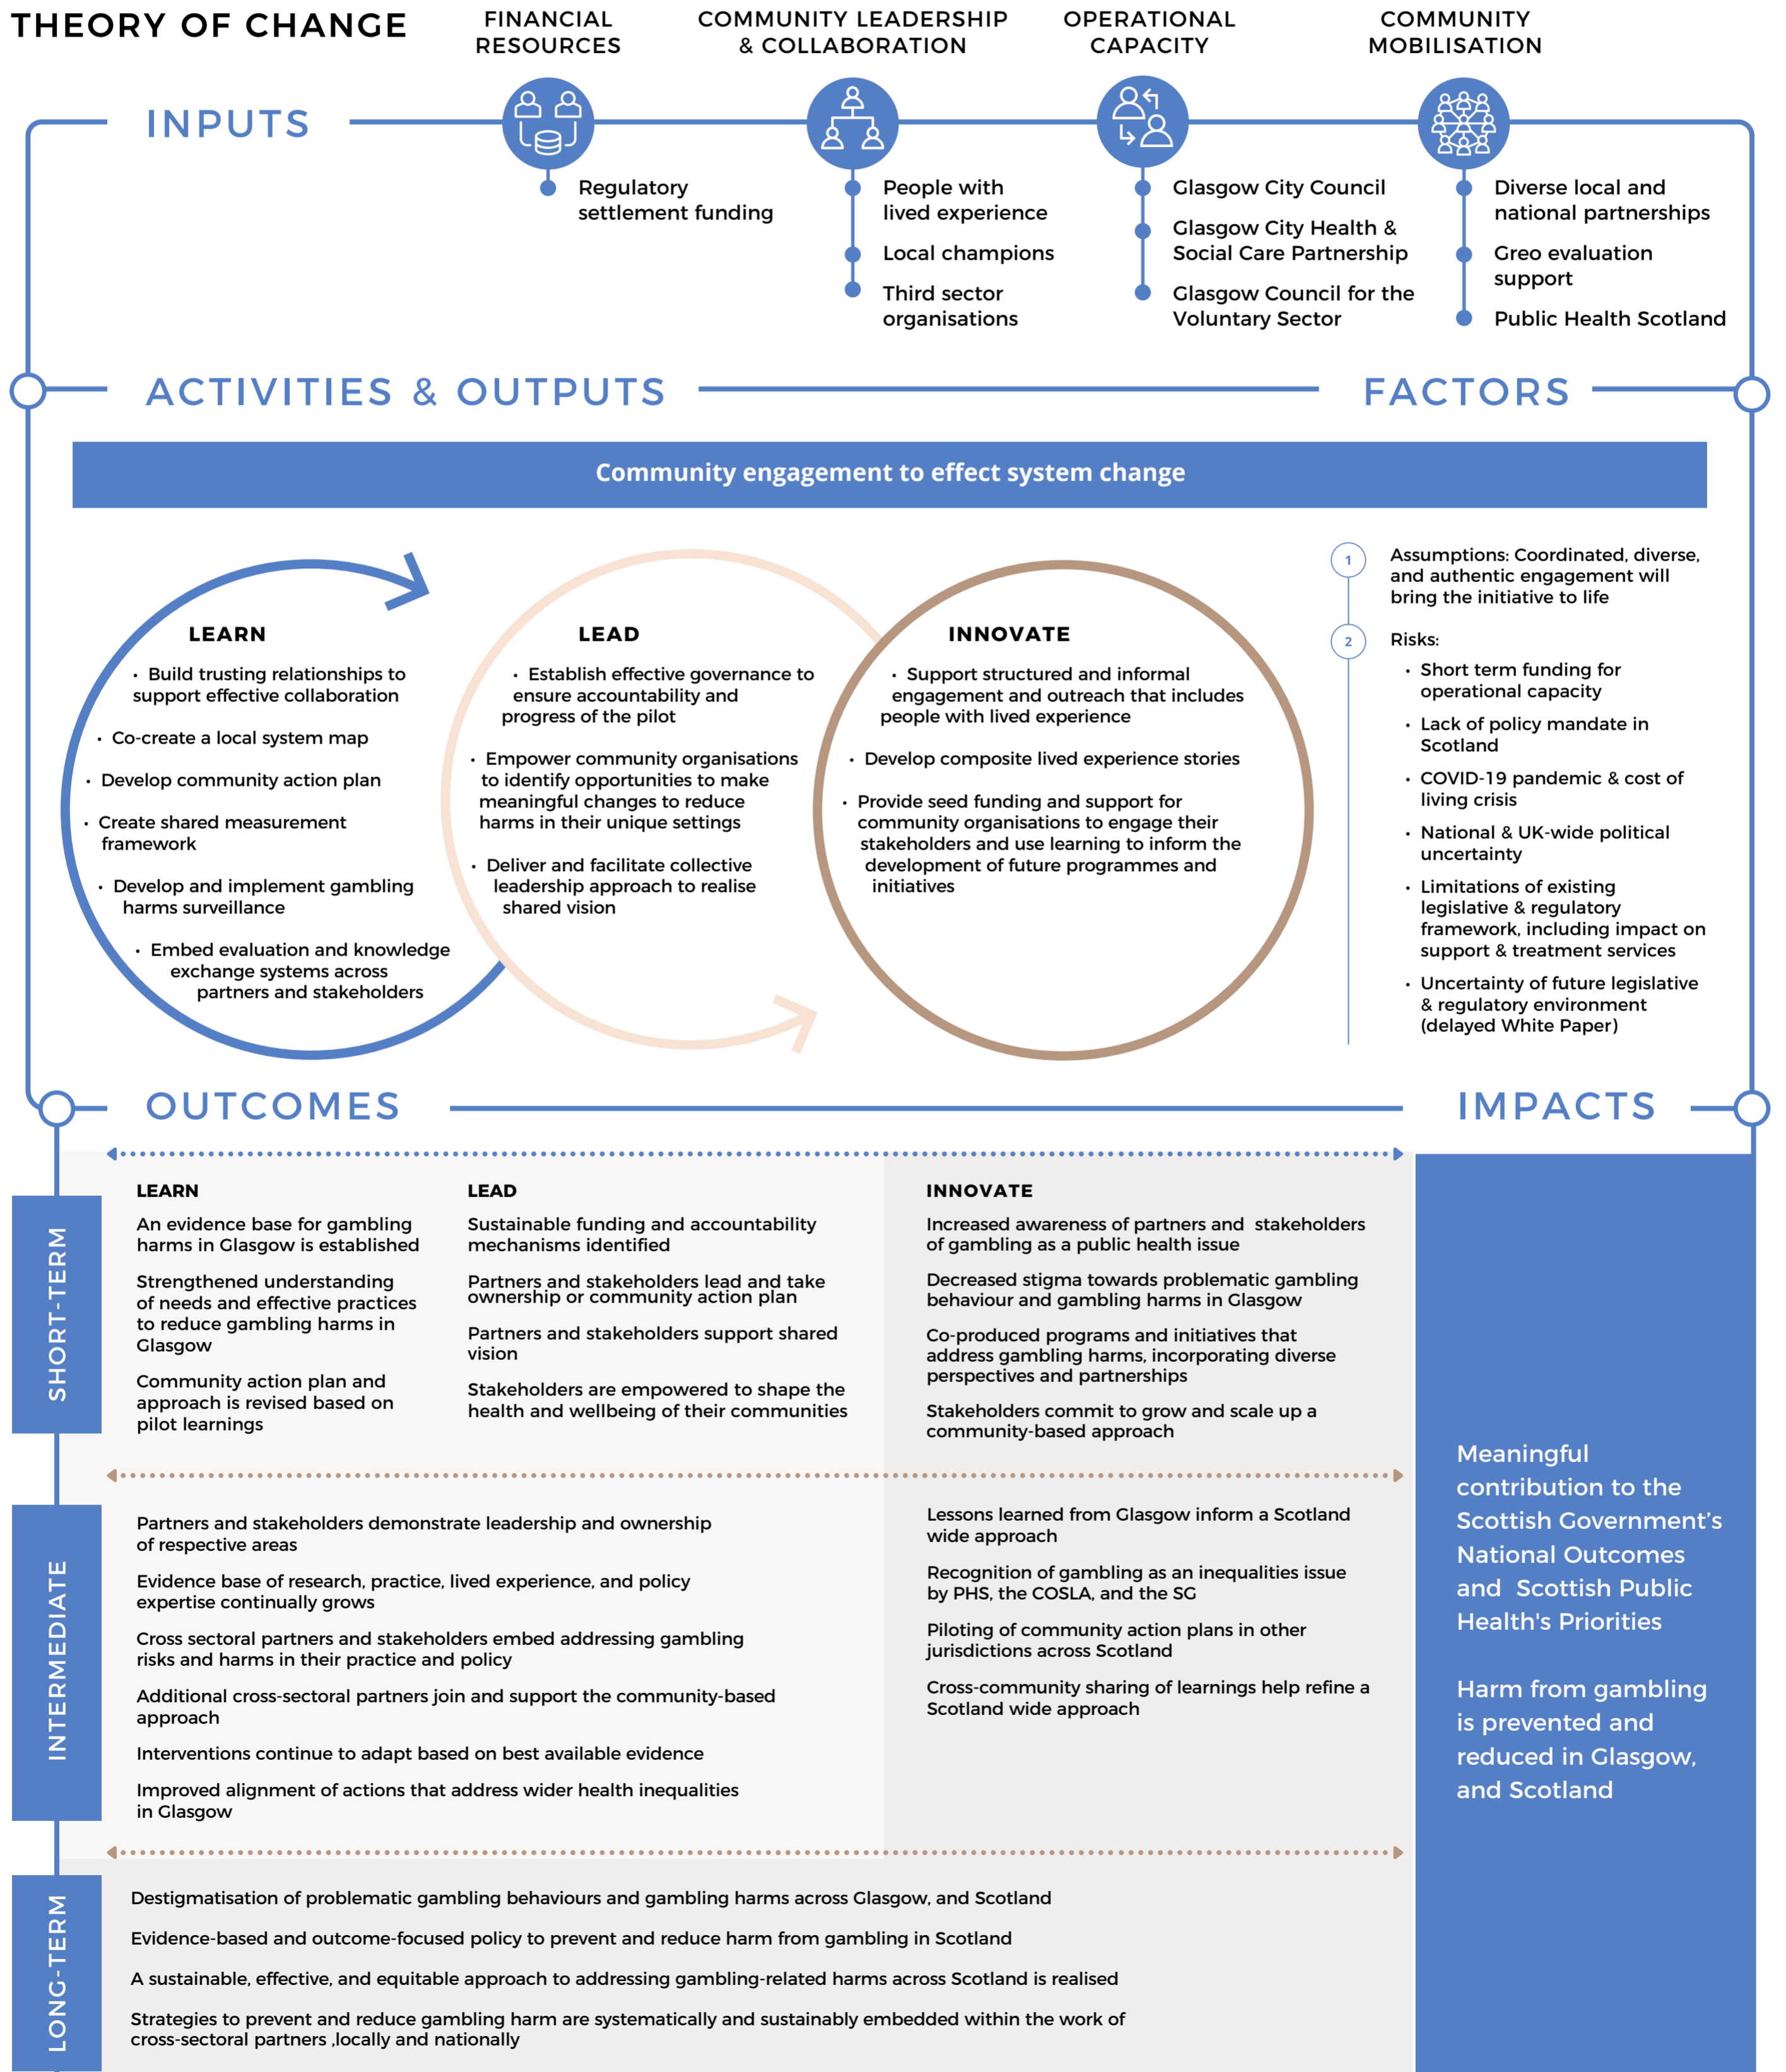 THEORY OF CHANGE
FINANCIAL
RESOURCES
COMMUNITY LEADERSHIP
& COLLABORATION
OPERATIONAL
CAPACITY
COMMUNITY
MOBILISATION
INPUTS
Regulatory
settlement funding
People with
lived experience
Local champions
Third sector
organisations
Glasgow City Council
Glasgow City Health &
Social Care Partnership
Glasgow Council for the
Voluntary Sector
Diverse local and
national partnerships
Greo evaluation
support
Public Health Scotland
ACTIVITIES & OUTPUTS
FACTORS
Community engagement to effect system change
LEARN
• Build trusting relationships to
support effective collaboration
• Co-create a local system map
• Develop community action plan
• Create shared measurement
framework
• Develop and implement gambling
harms surveillance
• Embed evaluation and knowledge
exchange systems across
partners and stakeholders
LEAD
• Establish effective governance to
ensure accountability and
progress of the pilot
• Empower community organisations
to identify opportunities to make
meaningful changes to reduce
harms in their unique settings
• Deliver and facilitate collective
leadership approach to realise
shared vision
INNOVATE
• Support structured and informal
engagement and outreach that includes
people with lived experience
• Develop composite lived experience stories
• Provide seed funding and support for
community organisations to engage their
stakeholders and use learning to inform the
development of future programmes and
initiatives
1
Assumptions: Coordinated, diverse,
and authentic engagement will
bring the initiative to life
2
Risks:
• Short term funding for
operational capacity
• Lack of policy mandate in
Scotland
• COVID-19 pandemic & cost of
living crisis
• National & UK-wide political
uncertainty
• Limitations of existing
legislative & regulatory
framework, including impact on
support & treatment services
• Uncertainty of future legislative
& regulatory environment
(delayed White Paper)
OUTCOMES
IMPACTS
SHORT-TERM
LEARN
An evidence base for gambling
harms in Glasgow is established
Strengthened understanding
of needs and effective practices
to reduce gambling harms in
Glasgow
Community action plan and
approach is revised based on
pilot learnings
LEAD
Sustainable funding and accountability
mechanisms identified
Partners and stakeholders lead and take
ownership or community action plan
Partners and stakeholders support shared
vision
Stakeholders are empowered to shape the
health and wellbeing of their communities
INNOVATE
Increased awareness of partners and  stakeholders
of gambling as a public health issue
Decreased stigma towards problematic gambling
behaviour and gambling harms in Glasgow
Co-produced programs and initiatives that
address gambling harms, incorporating diverse
perspectives and partnerships
Stakeholders commit to grow and scale up a
community-based approach
INTERMEDIATE
Partners and stakeholders demonstrate leadership and ownership
of respective areas
Evidence base of research, practice, lived experience, and policy
expertise continually grows
Cross sectoral partners and stakeholders embed addressing gambling
risks and harms in their practice and policy
Additional cross-sectoral partners join and support the community-based
approach
Interventions continue to adapt based on best available evidence
Improved alignment of actions that address wider health inequalities
in Glasgow
Lessons learned from Glasgow inform a Scotland
wide approach
Recognition of gambling as an inequalities issue
by PHS, the COSLA, and the SG
Piloting of community action plans in other
jurisdictions across Scotland
Cross-community sharing of learnings help refine a
Scotland wide approach
LONG-TERM
Destigmatisation of problematic gambling behaviours and gambling harms across Glasgow, and Scotland
Evidence-based and outcome-focused policy to prevent and reduce harm from gambling in Scotland
A sustainable, effective, and equitable approach to addressing gambling-related harms across Scotland is realised
Strategies to prevent and reduce gambling harm are systematically and sustainably embedded within the work of
cross-sectoral partners ,locally and nationally
Meaningful
contribution to the
Scottish Government's
National Outcomes
and  Scottish Public
Health's Priorities
Harm from gambling
is prevented and
reduced in Glasgow,
and Scotland